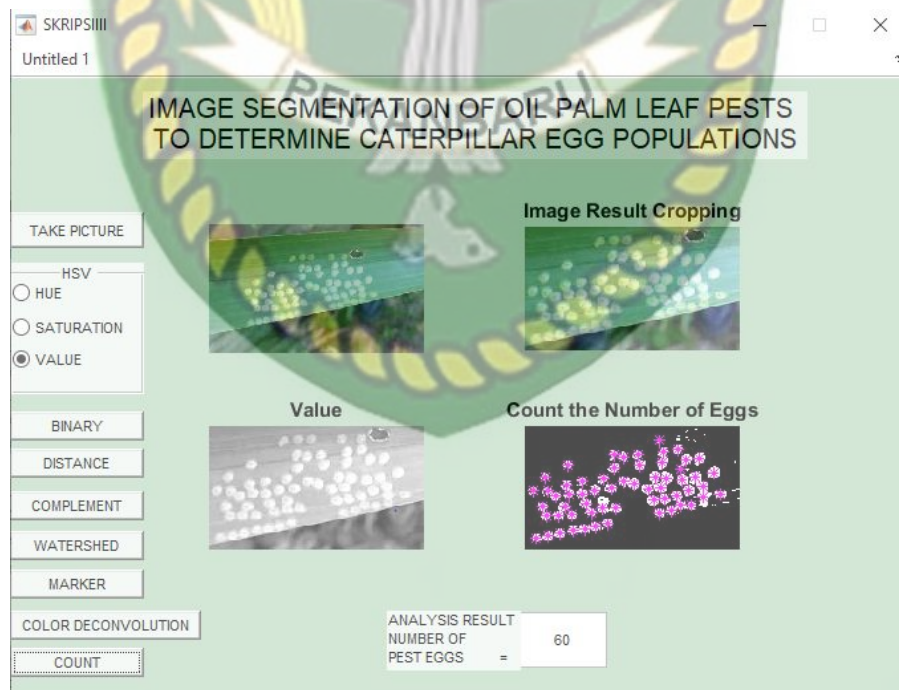 SKRIPSIIII
Untitled 1
PEKANBARU
IMAGE SEGMENTATION OF OIL PALM LEAF PESTS
TO DETERMINE CATERPILLAR EGG POPULATIONS
Image Result Cropping
TAKE PICTURE
HSV
HUE
SATURATION
VALUE
Value
Count the Number of Eggs
BINARY
DISTANCE
COMPLEMENT
WATERSHED
MARKER
COLOR DECONVOLUTION
COUNT
ANALYSIS RESULT
NUMBER OF
PEST EGGS =
60